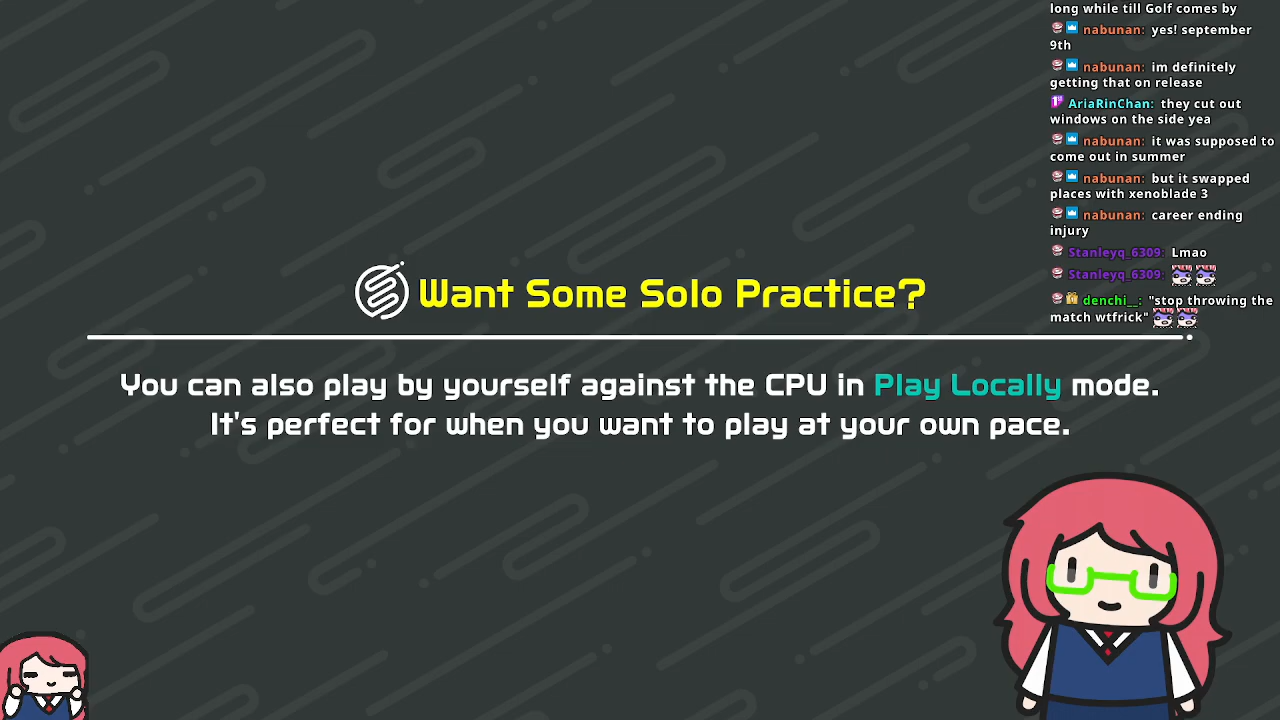 long while till Golf comes by
nabunan: yes! september
9th
nabunan: im definitely
getting that on release
AriaRinChan: they cut out
windows on the side yea
nabunan: it was supposed to
come out in summer
nabunan: but it swapped
places with xenoblade 3
nabunan: career ending
injury
Stanleyq_6309: Lmao
Stanleyq_6309:
denchi__: "stop throwing the
match wtfrick"
Want Some Solo Practice?
You can also play by yourself against the CPU in Play Locally mode.
It's perfect for when you want to play at your own pace.